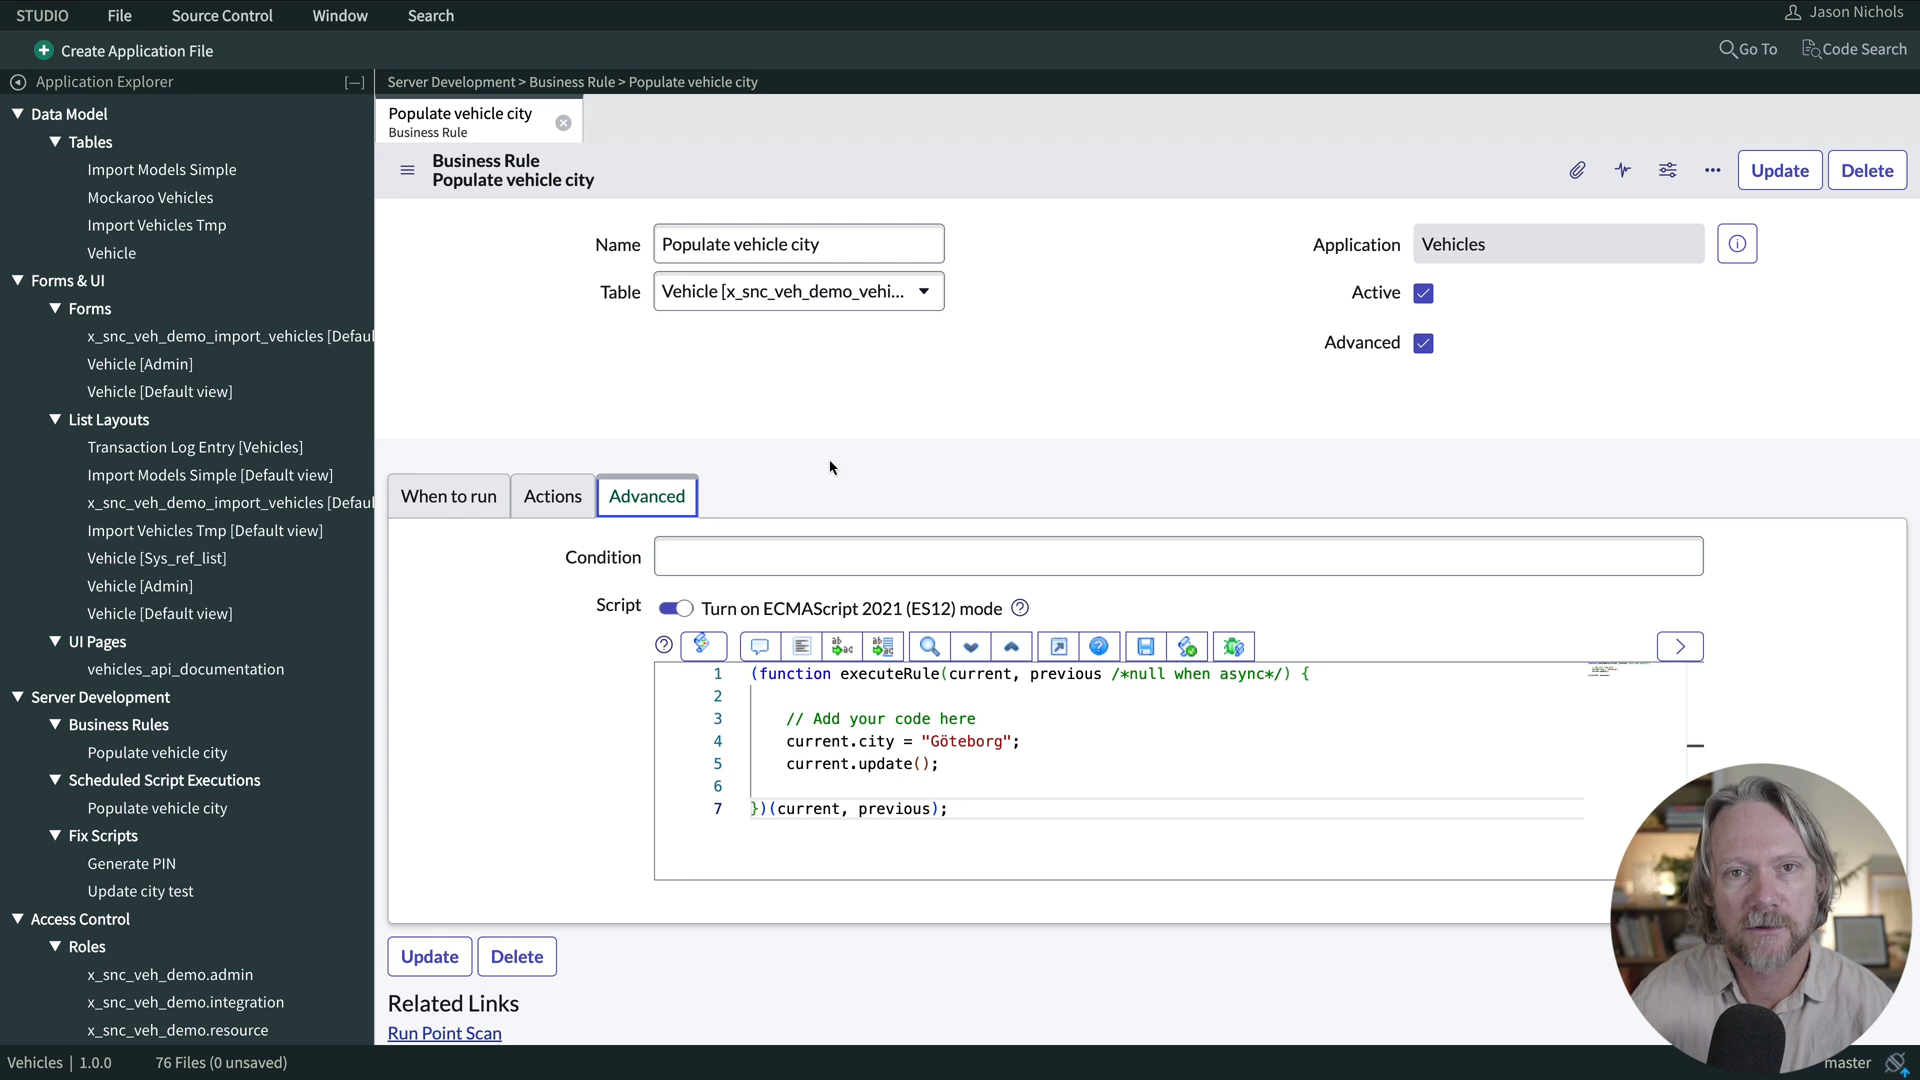 STUDIO File Source Control Window Search
Jason Nichols
Create Application File
Go To Code Search
Application Explorer [—]
Data Model
Tables
Import Models Simple
Mockaroo Vehicles
Import Vehicles Tmp
Vehicle
Forms & UI
Forms
x_snc_veh_demo_import_vehicles [Defaul
Vehicle [Admin]
Vehicle [Default view]
List Layouts
Transaction Log Entry [Vehicles]
Import Models Simple [Default view]
x_snc_veh_demo_import_vehicles [Defaul
Import Vehicles Tmp [Default view]
Vehicle [Sys_ref_list]
Vehicle [Admin]
Vehicle [Default view]
UI Pages
vehicles_api_documentation
Server Development
Business Rules
Populate vehicle city
Scheduled Script Executions
Populate vehicle city
Fix Scripts
Generate PIN
Update city test
Access Control
Roles
x_snc_veh_demo.admin
x_snc_veh_demo.integration
x_snc_veh_demo.resource
Vehicles | 1.0.0 76 Files (0 unsaved)
Server Development > Business Rule > Populate vehicle city
Populate vehicle city
Business Rule
Business Rule
Populate vehicle city
Update Delete
Name Populate vehicle city
Table Vehicle [x_snc_veh_demo_vehi...
Application Vehicles
Active
Advanced
When to run Actions Advanced
Condition
Script Turn on ECMAScript 2021 (ES12) mode
1 (function executeRule(current, previous /*null when async*/) {
2
3 // Add your code here
4 current.city = "Göteborg";
5 current.update();
6
7 })(current, previous);
Update Delete
Related Links
Run Point Scan
master